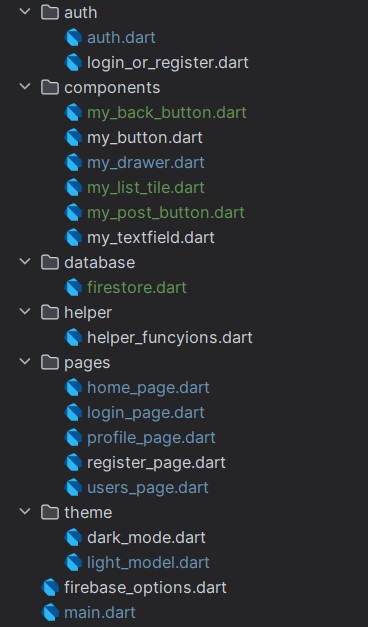 auth
auth.dart
login_or_register.dart
components
my_back_button.dart
my_button.dart
my_drawer.dart
my_list_tile.dart
my_post_button.dart
my_textfield.dart
database
firestore.dart
helper
helper_funcyions.dart
pages
home_page.dart
login_page.dart
profile_page.dart
register_page.dart
users_page.dart
theme
dark_mode.dart
light_model.dart
firebase_options.dart
main.dart